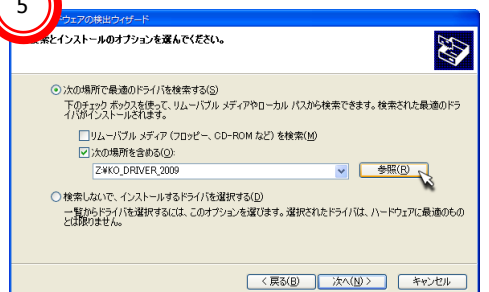 5
ウェアの検出ウィザード
検索とインストールのオプションを選んでください。
次の場所で最適のドライバを検索する(S)
下のチェック ボックスを使って、リムーバブル メディアやローカル パスから検索できます。検索された最適のドラ
イバがインストールされます。
リムーバブル メディア (フロッピー、CD-ROM など) を検索(M)
次の場所を含める(O):
Z:¥KO_DRIVER_2009
参照(R)
検索しないで、インストールするドライバを選択する(D)
一覧からドライバを選択するには、このオプションを選びます。選択されたドライバは、ハードウェアに最適のもの
とは限りません。
< 戻る(B)
次へ(N) >
キャンセル